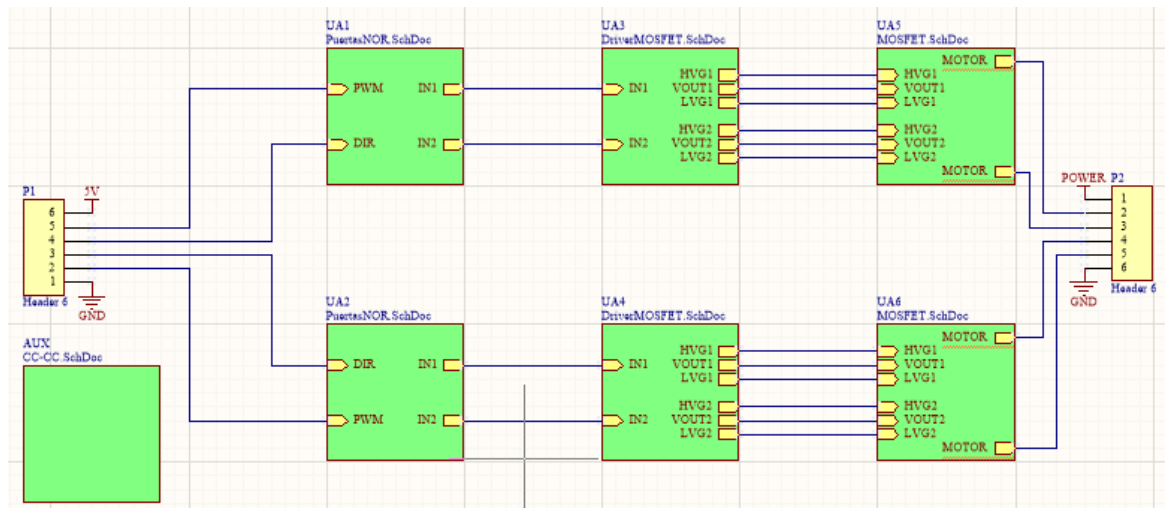 UA1
PuertasNOR.SchDoc
PWM IN1
DIR IN2
UA3
DriverMOSFET.SchDoc
HVG1
IN1 VOUT1
LVG1
HVG2
IN2 VOUT2
LVG2
UA5
MOSFET.SchDoc
MOTOR
HVG1
VOUT1
LVG1
HVG2
VOUT2
LVG2
MOTOR
P1
5V
6
5
4
3
2
1
Header 6
GND
POWER P2
1
2
3
4
5
6
Header 6
GND
UA2
PuertasNOR.SchDoc
DIR IN1
PWM IN2
UA4
DriverMOSFET.SchDoc
HVG1
IN1 VOUT1
LVG1
HVG2
IN2 VOUT2
LVG2
UA6
MOSFET.SchDoc
MOTOR
HVG1
VOUT1
LVG1
HVG2
VOUT2
LVG2
MOTOR
AUX
CC-CC.SchDoc